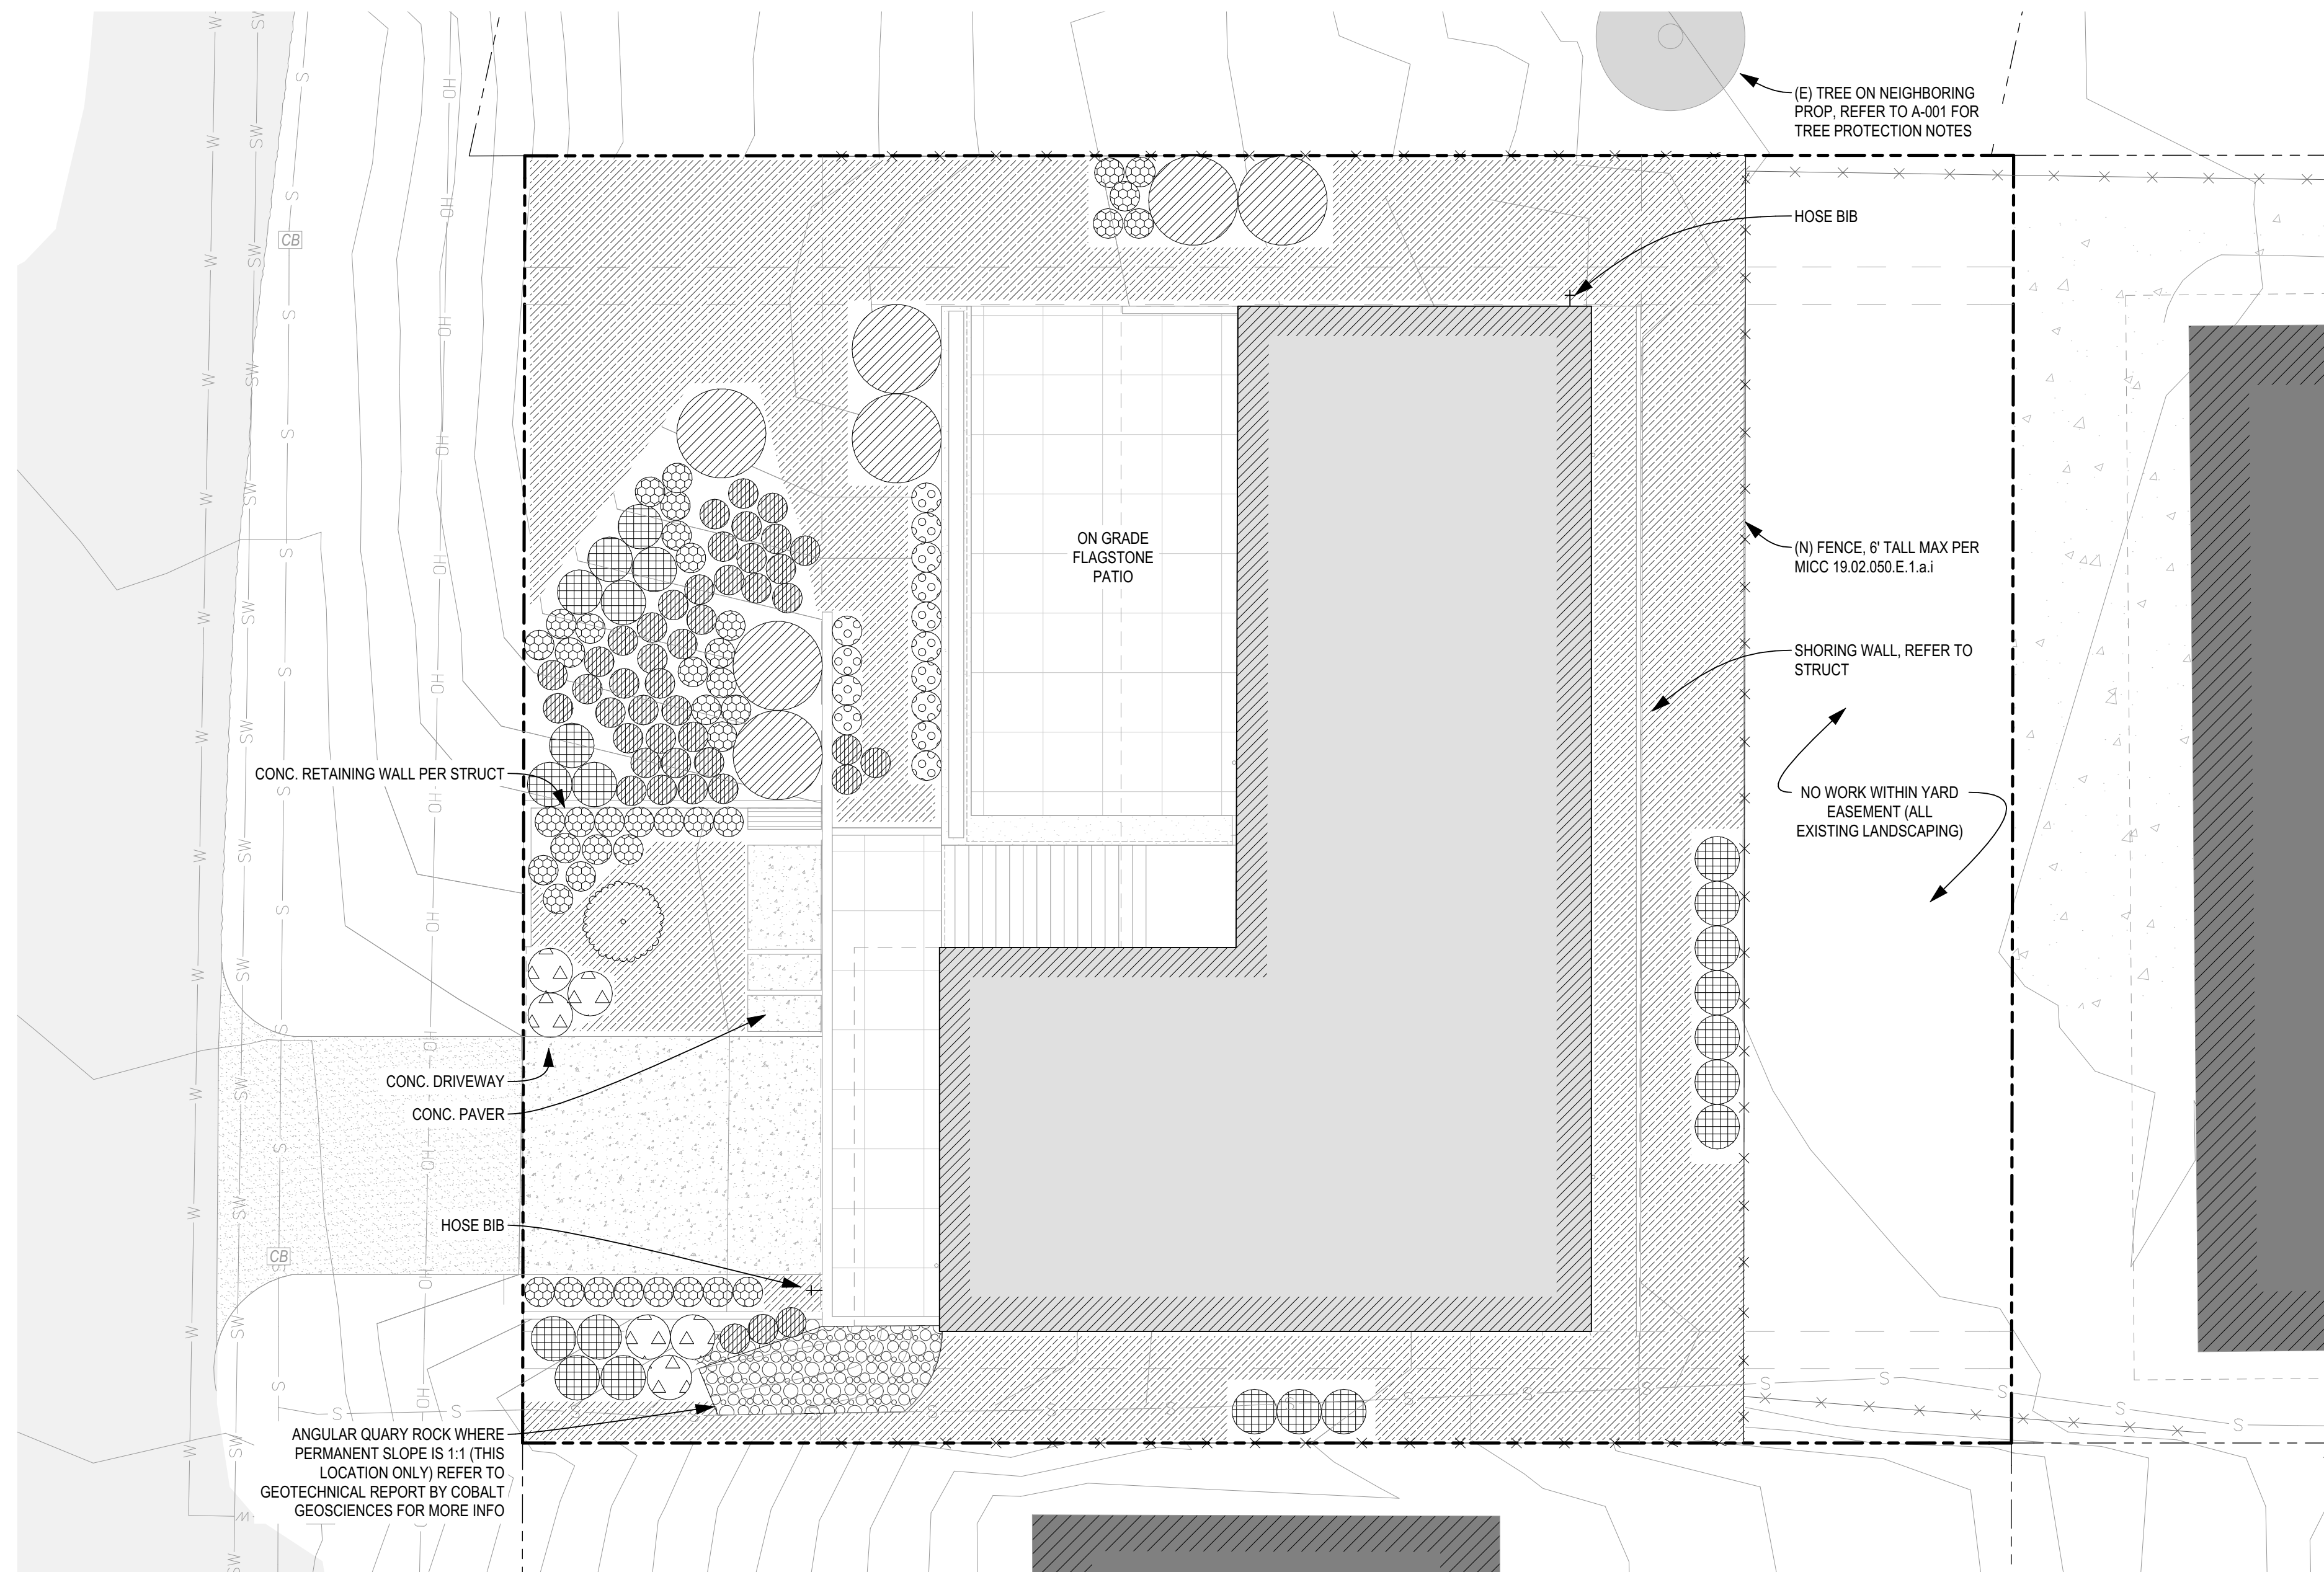 (E) TREE ON NEIGHBORING
PROP, REFER TO A-001 FOR
TREE PROTECTION NOTES
HOSE BIB
CB
ON GRADE
FLAGSTONE
PATIO
(N) FENCE, 6' TALL MAX PER
MICC 19.02.050.E.1.a.i
SHORING WALL, REFER TO
STRUCT
CONC. RETAINING WALL PER STRUCT
NO WORK WITHIN YARD
EASEMENT (ALL
EXISTING LANDSCAPING)
CONC. DRIVEWAY
CONC. PAVER
HOSE BIB
CB
ANGULAR QUARY ROCK WHERE
PERMANENT SLOPE IS 1:1 (THIS
LOCATION ONLY) REFER TO
GEOTECHNICAL REPORT BY COBALT
GEOSCIENCES FOR MORE INFO
W
SW
S
OH